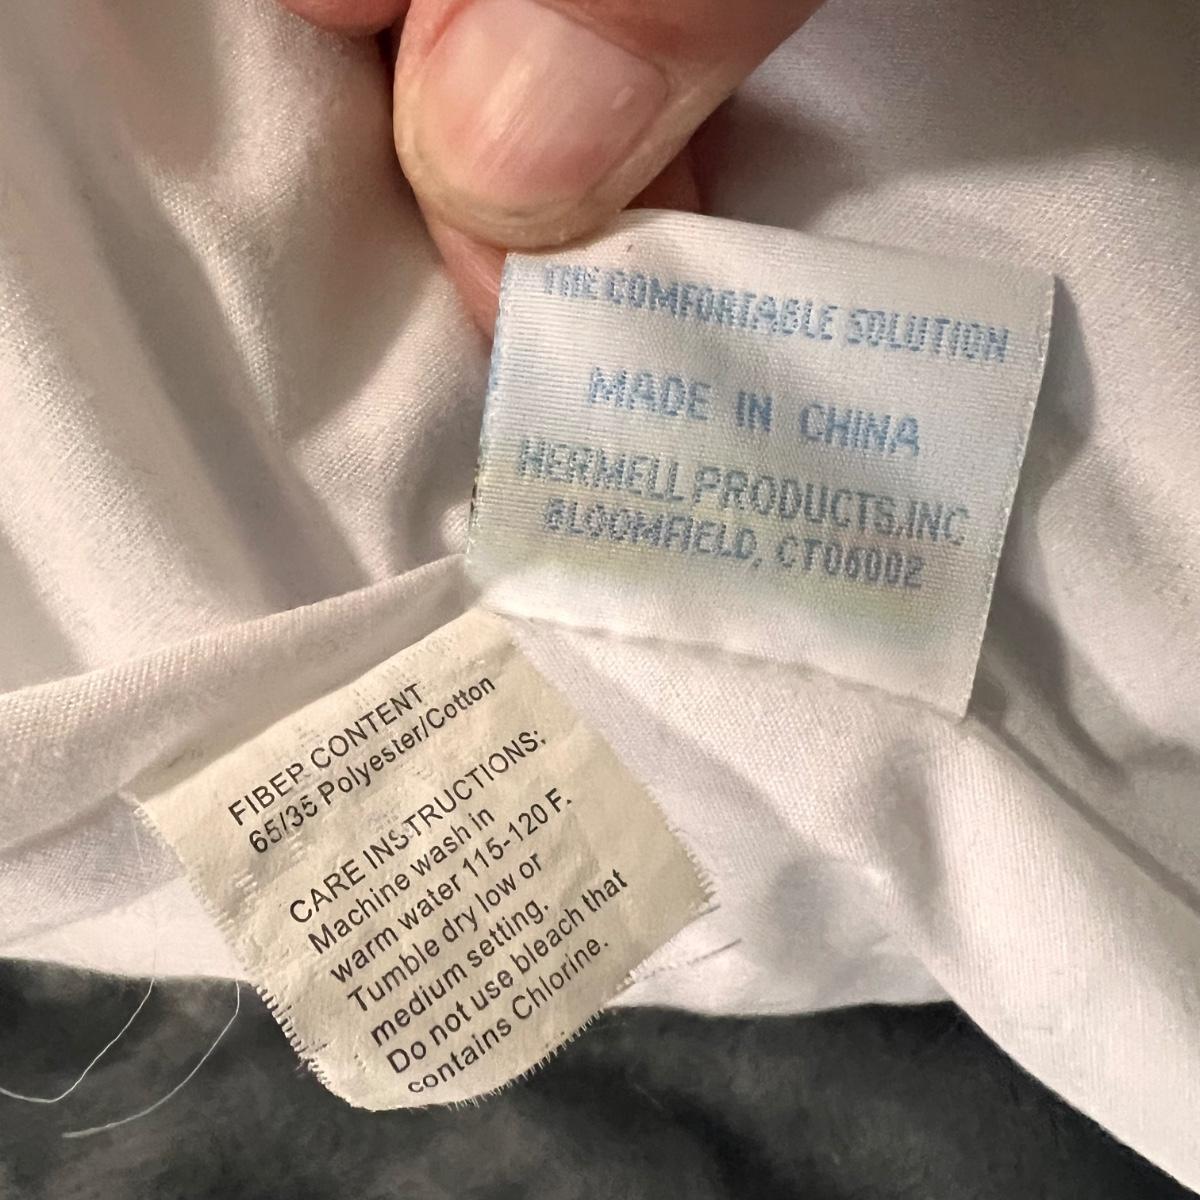 THE COMFORTABLE SOLUTION
MADE IN CHINA
HERMELL PRODUCTS,INC
BLOOMFIELD, CT06002
FIBEP CONTENT
65/35 Polyester/Cotton
CARE INSTRUCTIONS:
Machine wash in
warm water 115-120 F.
Tumble dry low or
medium setting.
Do not use bleach that
contains Chlorine.